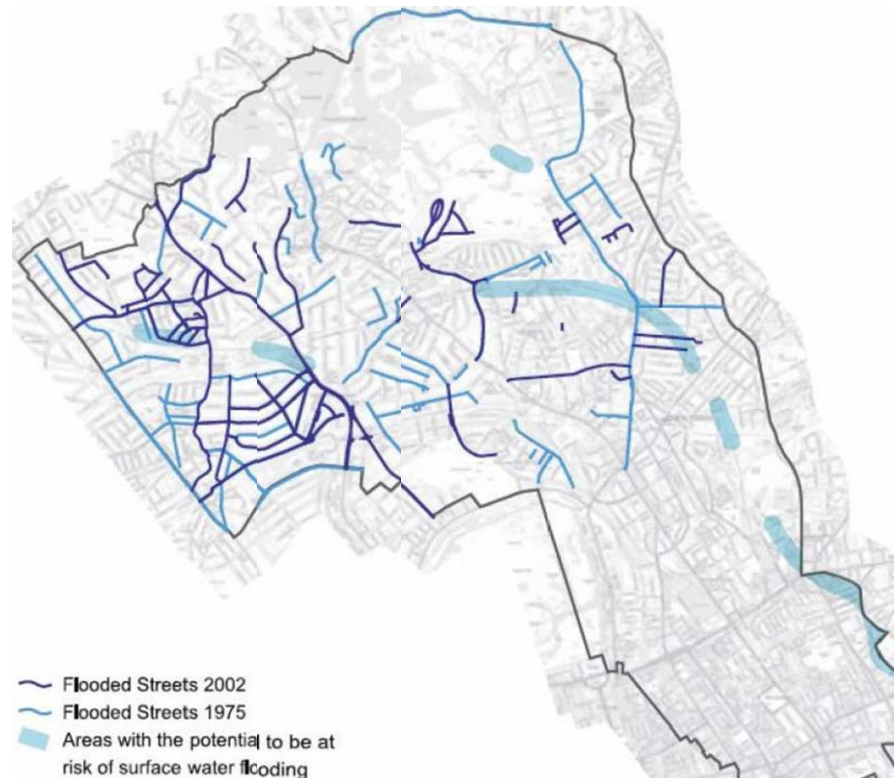 Flooded Streets 2002
Flooded Streets 1975
Areas with the potential to be at
risk of surface water flooding